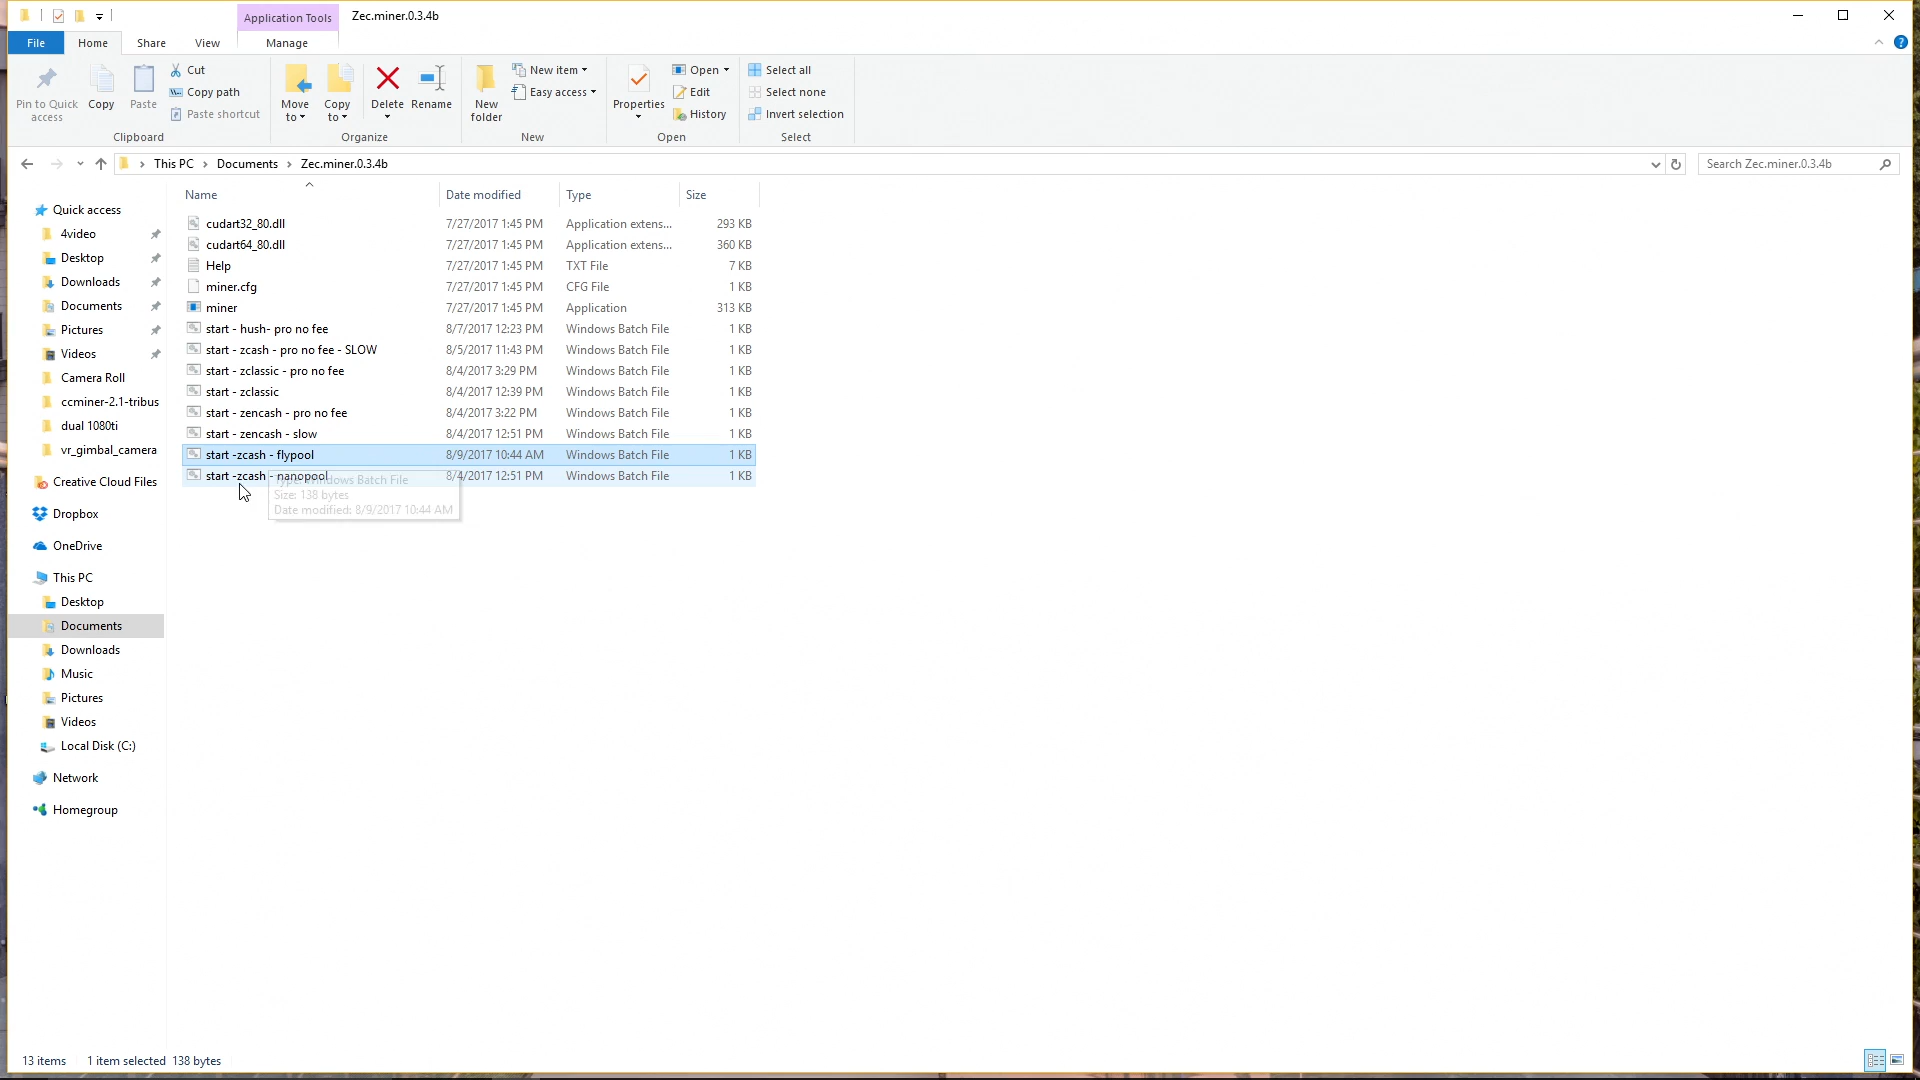 Application Tools
Zec.miner.0.3.4b
File
Home
Share
View
Manage
Pin to Quick access
Copy
Paste
Cut
Copy path
Paste shortcut
Clipboard
Move to
Copy to
Delete
Rename
Organize
New folder
New item
Easy access
New
Properties
Open
Edit
History
Open
Select all
Select none
Invert selection
Select
This PC > Documents > Zec.miner.0.3.4b
Search Zec.miner.0.3.4b
Name Date modified Type Size
cudart32_80.dll 7/27/2017 1:45 PM Application extens... 293 KB
cudart64_80.dll 7/27/2017 1:45 PM Application extens... 360 KB
Help 7/27/2017 1:45 PM TXT File 7 KB
miner.cfg 7/27/2017 1:45 PM CFG File 1 KB
miner 7/27/2017 1:45 PM Application 313 KB
start - hush- pro no fee 8/7/2017 12:23 PM Windows Batch File 1 KB
start - zcash - pro no fee - SLOW 8/5/2017 11:43 PM Windows Batch File 1 KB
start - zclassic - pro no fee 8/4/2017 3:29 PM Windows Batch File 1 KB
start - zclassic 8/4/2017 12:39 PM Windows Batch File 1 KB
start - zencash - pro no fee 8/4/2017 3:22 PM Windows Batch File 1 KB
start - zencash - slow 8/4/2017 12:51 PM Windows Batch File 1 KB
start -zcash - flypool 8/9/2017 10:44 AM Windows Batch File 1 KB
start -zcash - nanopool 8/4/2017 12:51 PM Windows Batch File 1 KB
Type: Windows Batch File
Size: 138 bytes
Date modified: 8/9/2017 10:44 AM
Quick access
4video
Desktop
Downloads
Documents
Pictures
Videos
Camera Roll
ccminer-2.1-tribus
dual 1080ti
vr_gimbal_camera
Creative Cloud Files
Dropbox
OneDrive
This PC
Desktop
Documents
Downloads
Music
Pictures
Videos
Local Disk (C:)
Network
Homegroup
13 items 1 item selected 138 bytes